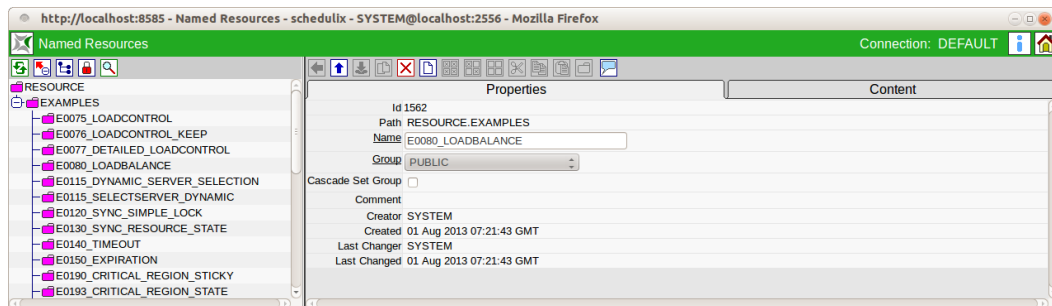 http://localhost:8585 - Named Resources - schedulix - SYSTEM@localhost:2556 - Mozilla Firefox
Named Resources
Connection: DEFAULT
RESOURCE
EXAMPLES
E0075_LOADCONTROL
E0076_LOADCONTROL_KEEP
E0077_DETAILED_LOADCONTROL
E0080_LOADBALANCE
E0115_DYNAMIC_SERVER_SELECTION
E0115_SELECTSERVER_DYNAMIC
E0120_SYNC_SIMPLE_LOCK
E0130_SYNC_RESOURCE_STATE
E0140_TIMEOUT
E0150_EXPIRATION
E0190_CRITICAL_REGION_STICKY
E0193_CRITICAL_REGION_STATE
Properties
Content
Id 1562
Path RESOURCE.EXAMPLES
Name E0080_LOADBALANCE
Group PUBLIC
Cascade Set Group
Comment
Creator SYSTEM
Created 01 Aug 2013 07:21:43 GMT
Last Changer SYSTEM
Last Changed 01 Aug 2013 07:21:43 GMT